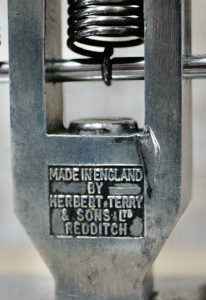 MADE IN ENGLAND
BY
HERBERT TERRY
& SONS LTD
REDDITCH